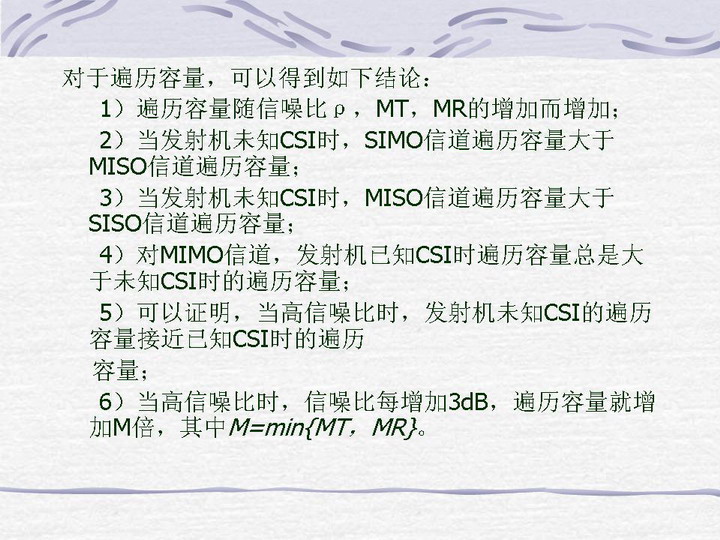 对于遍历容量，可以得到如下结论：
1）遍历容量随信噪比ρ，MT，MR的增加而增加；
2）当发射机未知CSI时，SIMO信道遍历容量大于
MISO信道遍历容量；
3）当发射机未知CSI时，MISO信道遍历容量大于
SISO信道遍历容量；
4）对MIMO信道，发射机已知CSI时遍历容量总是大
于未知CSI时的遍历容量；
5）可以证明，当高信噪比时，发射机未知CSI的遍历
容量接近已知CSI时的遍历
容量；
6）当高信噪比时，信噪比每增加3dB，遍历容量就增
加M倍，其中M=min{MT，MR}。